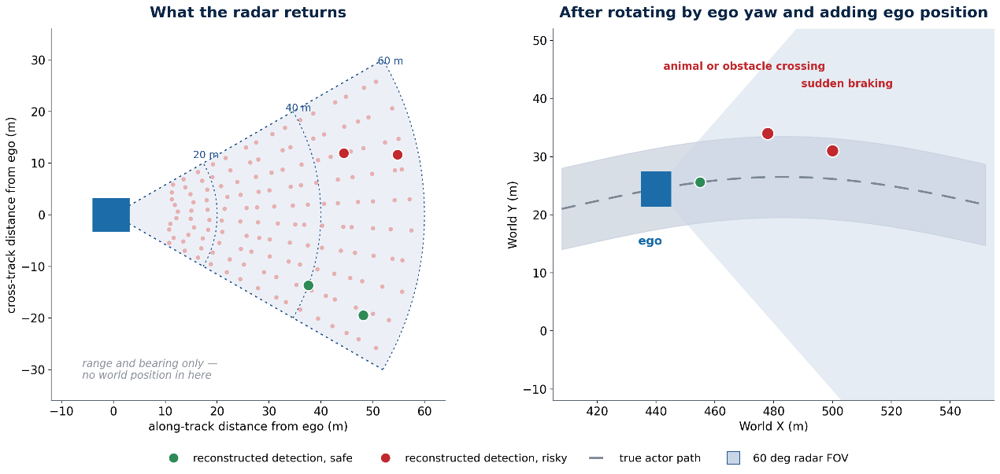 What the radar returns
30
20
10
0
−10
−20
−30
−10
0
10
20
30
40
50
60
cross-track distance from ego (m)
along-track distance from ego (m)
20 m
40 m
60 m
range and bearing only —
no world position in here
After rotating by ego yaw and adding ego position
50
40
30
20
10
0
−10
420
440
460
480
500
520
540
World Y (m)
World X (m)
animal or obstacle crossing
sudden braking
ego
reconstructed detection, safe
reconstructed detection, risky
true actor path
60 deg radar FOV